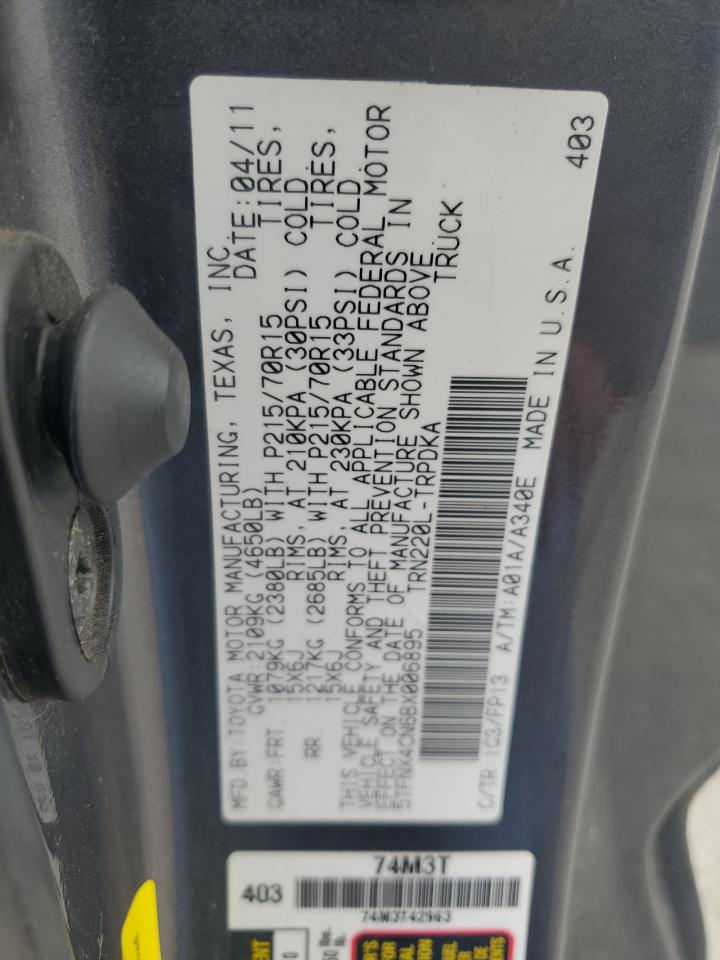 MFD BY:TOYOTA MOTOR MANUFACTURING, TEXAS, INC.
GVWR:2109KG (4650LB) DATE:04/11
GAWR:FRT. 1079KG (2380LB) WITH P215/70R15 TIRES,
15X6J RIMS, AT 210KPA (30PSI) COLD
RR. 1217KG (2685LB) WITH P215/70R15 TIRES,
15X6J RIMS, AT 230KPA (33PSI) COLD
THIS VEHICLE CONFORMS TO ALL APPLICABLE FEDERAL MOTOR
VEHICLE SAFETY AND THEFT PREVENTION STANDARDS IN
EFFECT ON THE DATE OF MANUFACTURE SHOWN ABOVE.
5TFNX4CN6BX006895 TRUCK
TRN220L-TRPDKA
C/TR:1G3/FP13 A/TM:A01A/A340E MADE IN U.S.A. 403
74M3T
403
74M3T42963